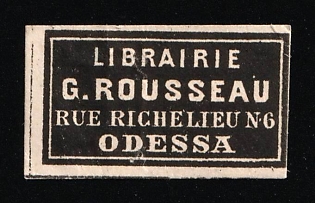 LIBRAIRIE
G. ROUSSEAU
RUE RICHELIEU N·6
ODESSA